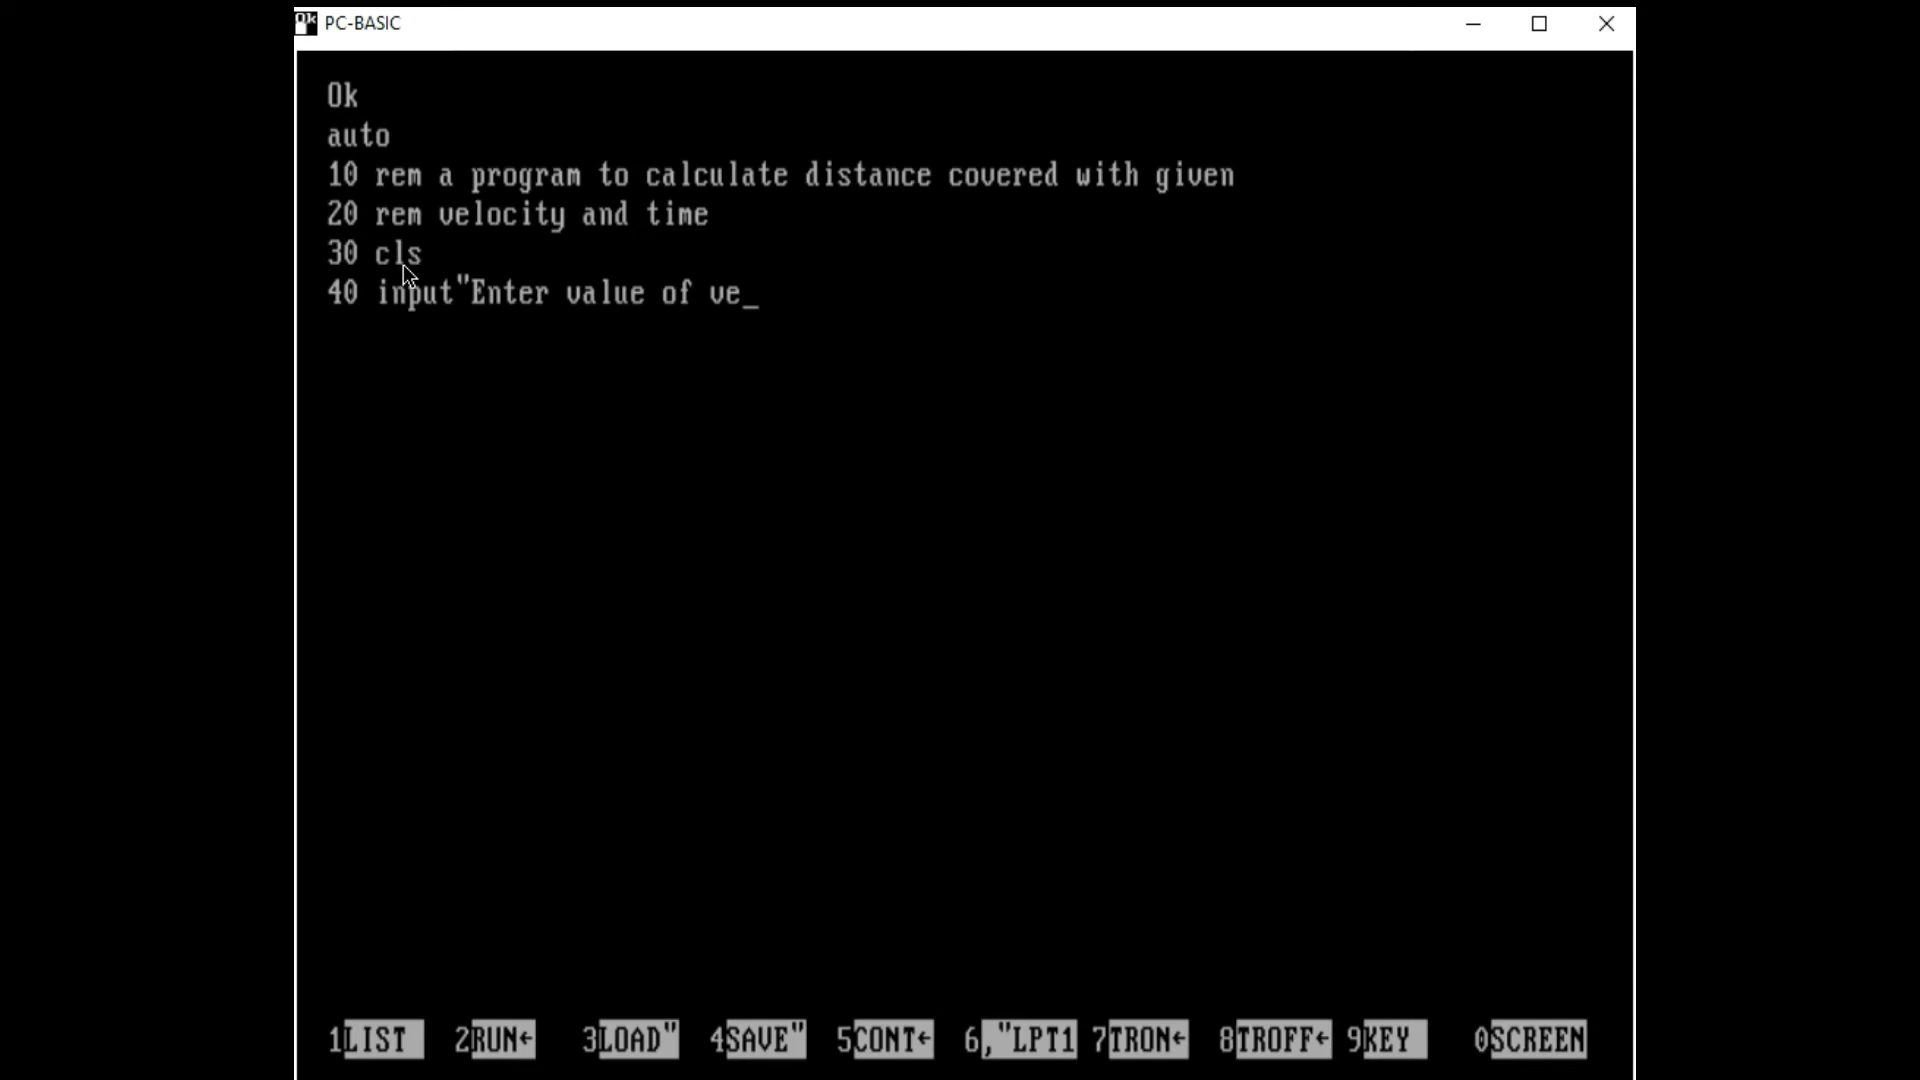 Ok PC-BASIC
Ok
auto
10 rem a program to calculate distance covered with given
20 rem velocity and time
30 cls
40 input"Enter value of ve_
1LIST 2RUN← 3LOAD" 4SAVE" 5CONT← 6,"LPT1 7TRON← 8TROFF← 9KEY 0SCREEN